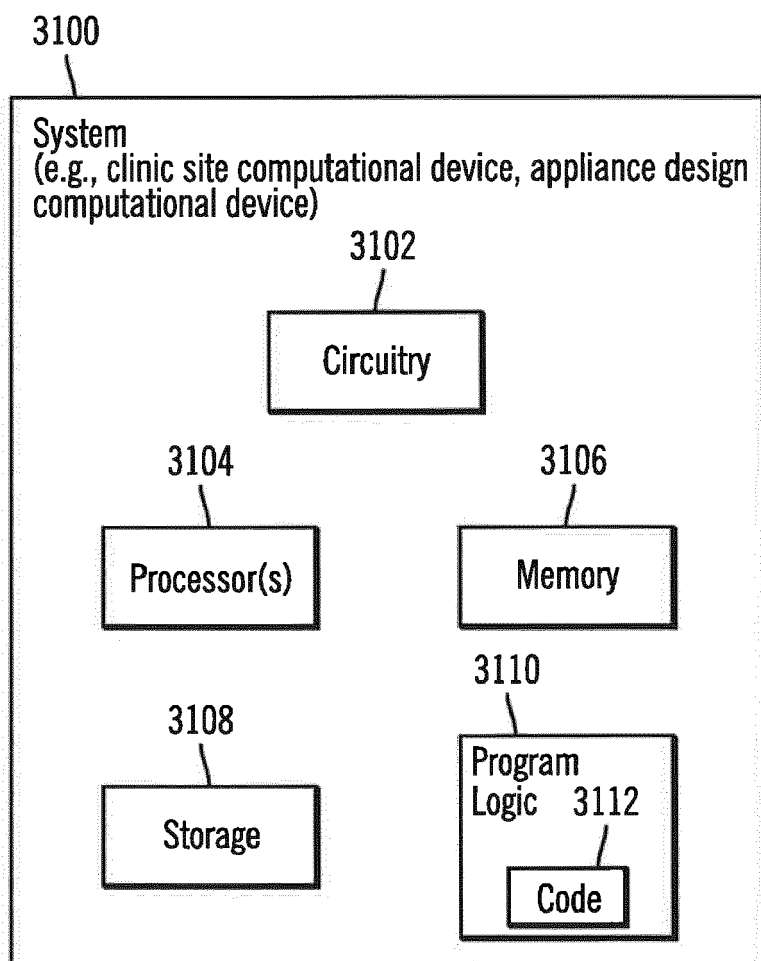 3100
System
(e.g., clinic site computational device, appliance design
computational device)
3102
Circuitry
3104
3106
Processor(s)
Memory
3108
3110
Storage
Program
Logic 3112
Code